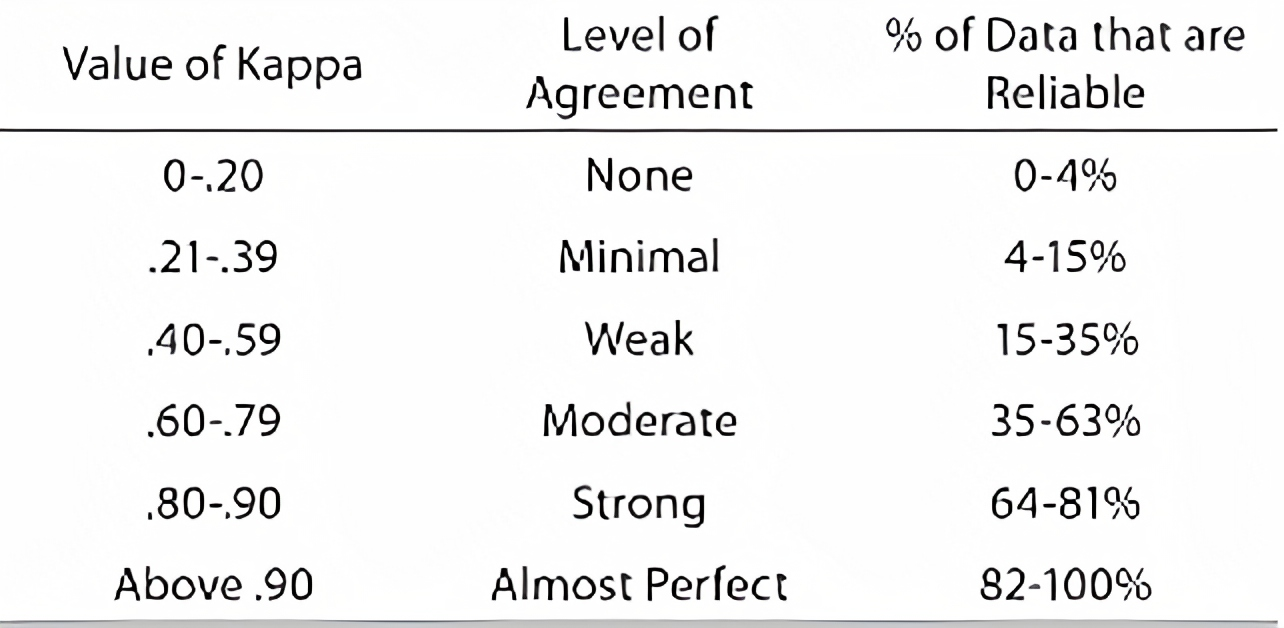 Value of Kappa Level of Agreement % of Data that are Reliable
0-.20 None 0-4%
.21-.39 Minimal 4-15%
.40-.59 Weak 15-35%
.60-.79 Moderate 35-63%
.80-.90 Strong 64-81%
Above .90 Almost Perfect 82-100%